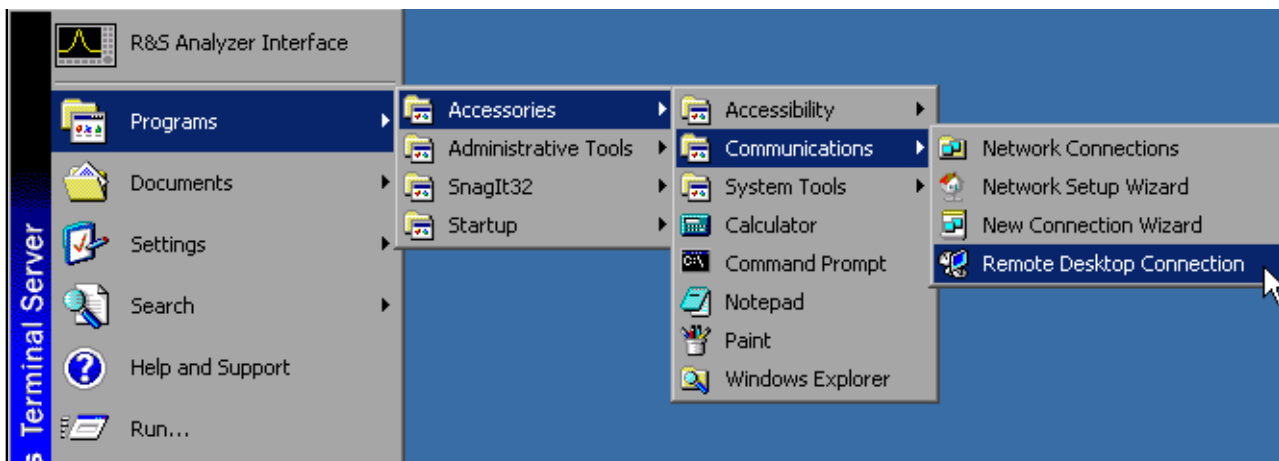 R&S Analyzer Interface
Programs
Documents
Settings
Search
Help and Support
Run...
Terminal Server
Accessories
Administrative Tools
SnagIt32
Startup
Accessibility
Communications
System Tools
Calculator
Command Prompt
Notepad
Paint
Windows Explorer
Network Connections
Network Setup Wizard
New Connection Wizard
Remote Desktop Connection